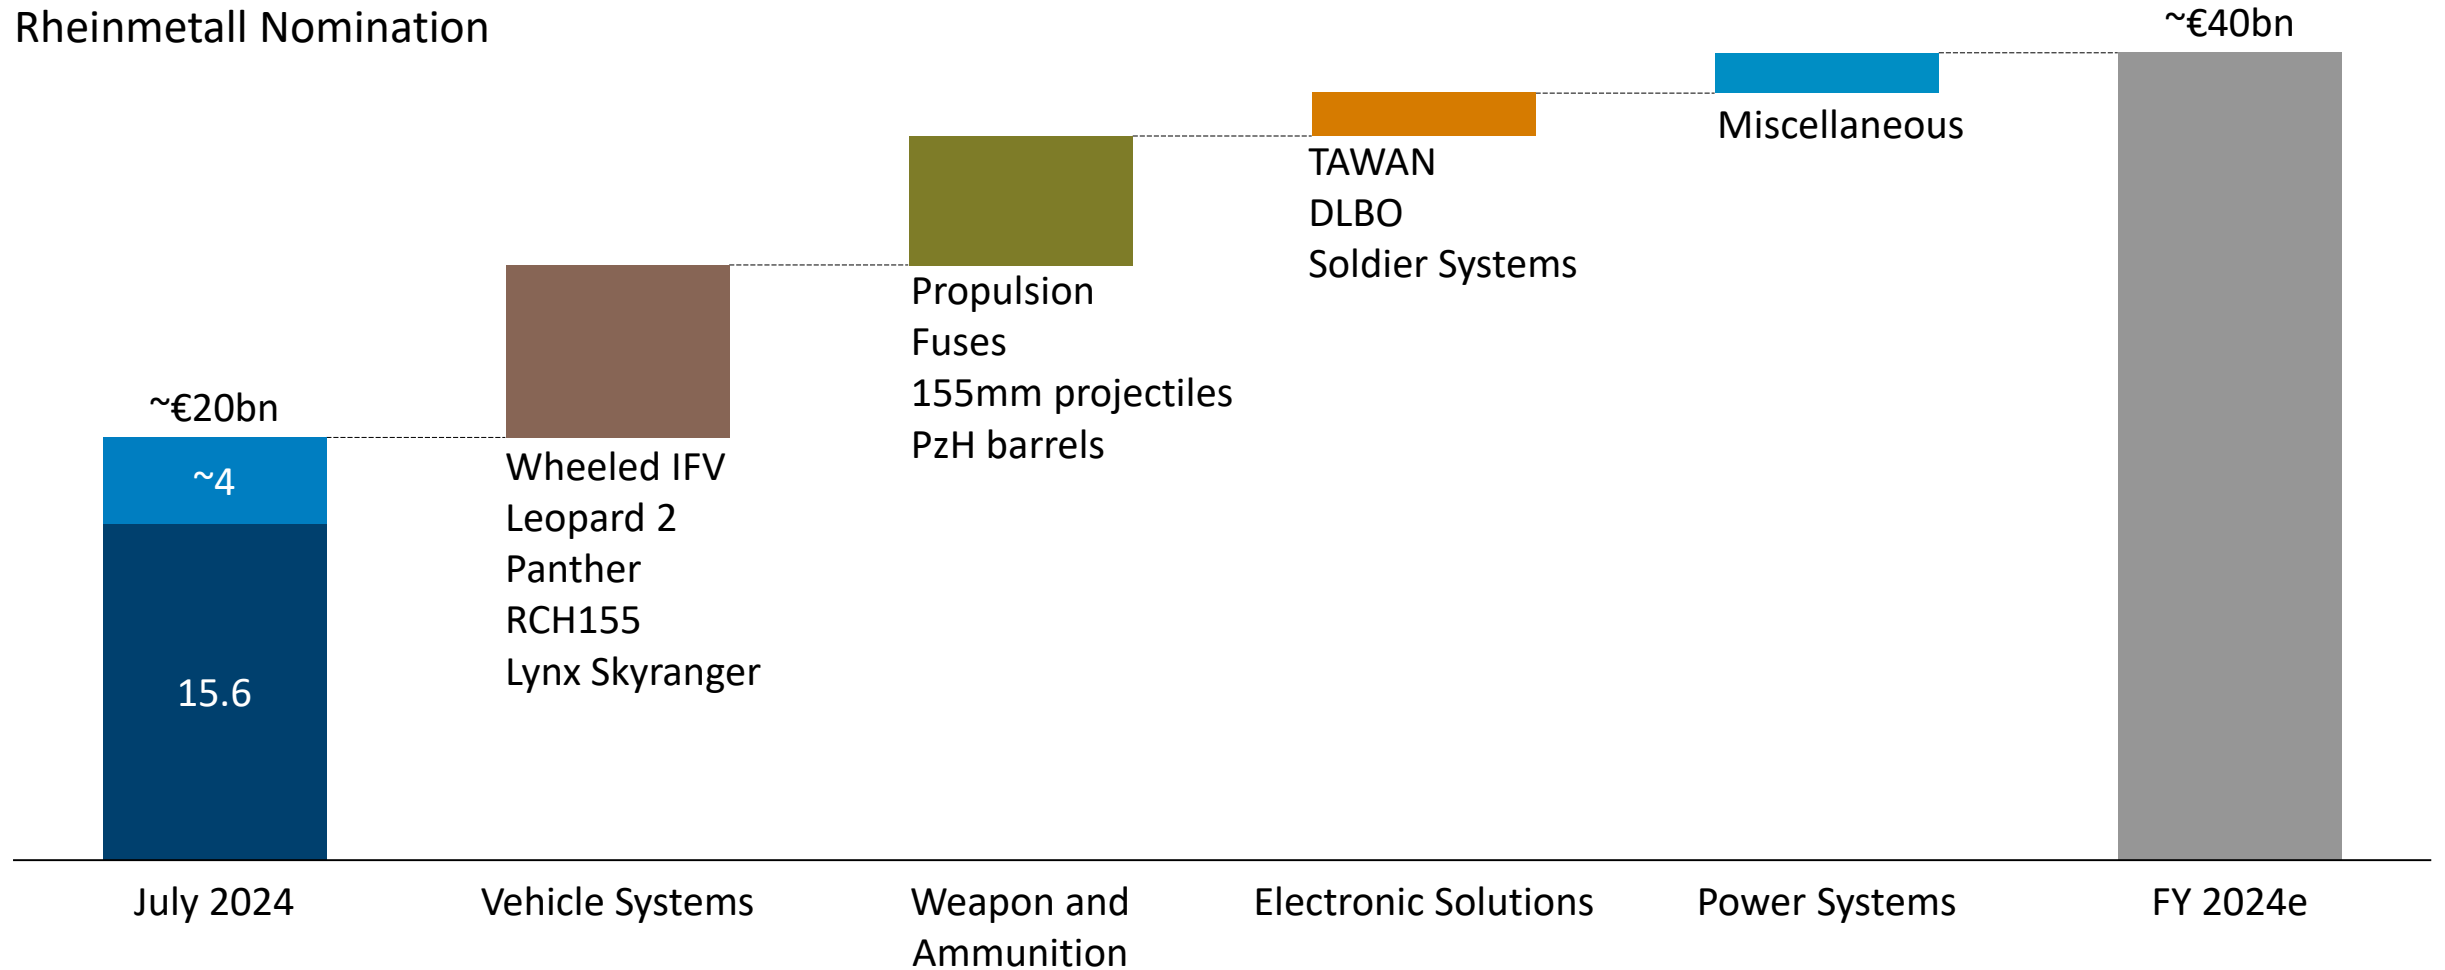 Rheinmetall Nomination
~€20bn
~4
15.6
Wheeled IFV
Leopard 2
Panther
RCH155
Lynx Skyranger
Propulsion
Fuses
155mm projectiles
PzH barrels
TAWAN
DLBO
Soldier Systems
Miscellaneous
~€40bn
July 2024
Vehicle Systems
Weapon and
Ammunition
Electronic Solutions
Power Systems
FY 2024e